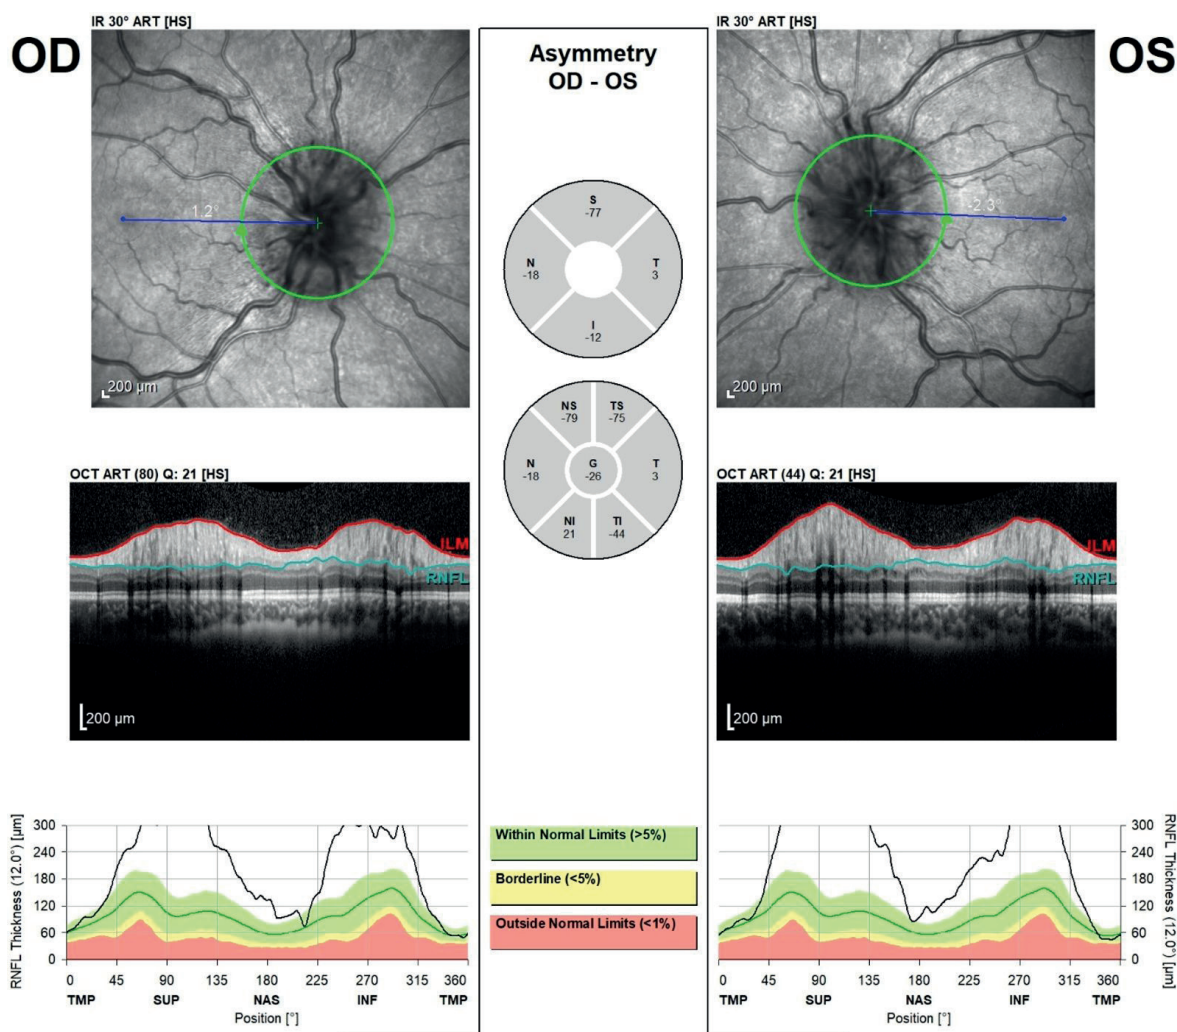 IR 30° ART [HS]
OD
1.2°
200 µm
Asymmetry
OD - OS
S
-77
N
-18
T
3
I
-12
NS
-79
TS
-75
N
-18
G
-26
T
3
NI
21
TI
-44
IR 30° ART [HS]
OS
-2.3°
200 µm
OCT ART (80) Q: 21 [HS]
ILM
RNFL
200 µm
OCT ART (44) Q: 21 [HS]
ILM
RNFL
200 µm
RNFL Thickness (12.0°) [µm]
300
240
180
120
60
0
0 45 90 135 180 225 270 315 360
TMP SUP NAS INF TMP
Position [°]
Within Normal Limits (>5%)
Borderline (<5%)
Outside Normal Limits (<1%)
300
240
180
120
60
0
RNFL Thickness (12.0°) [µm]
0 45 90 135 180 225 270 315 360
TMP SUP NAS INF TMP
Position [°]